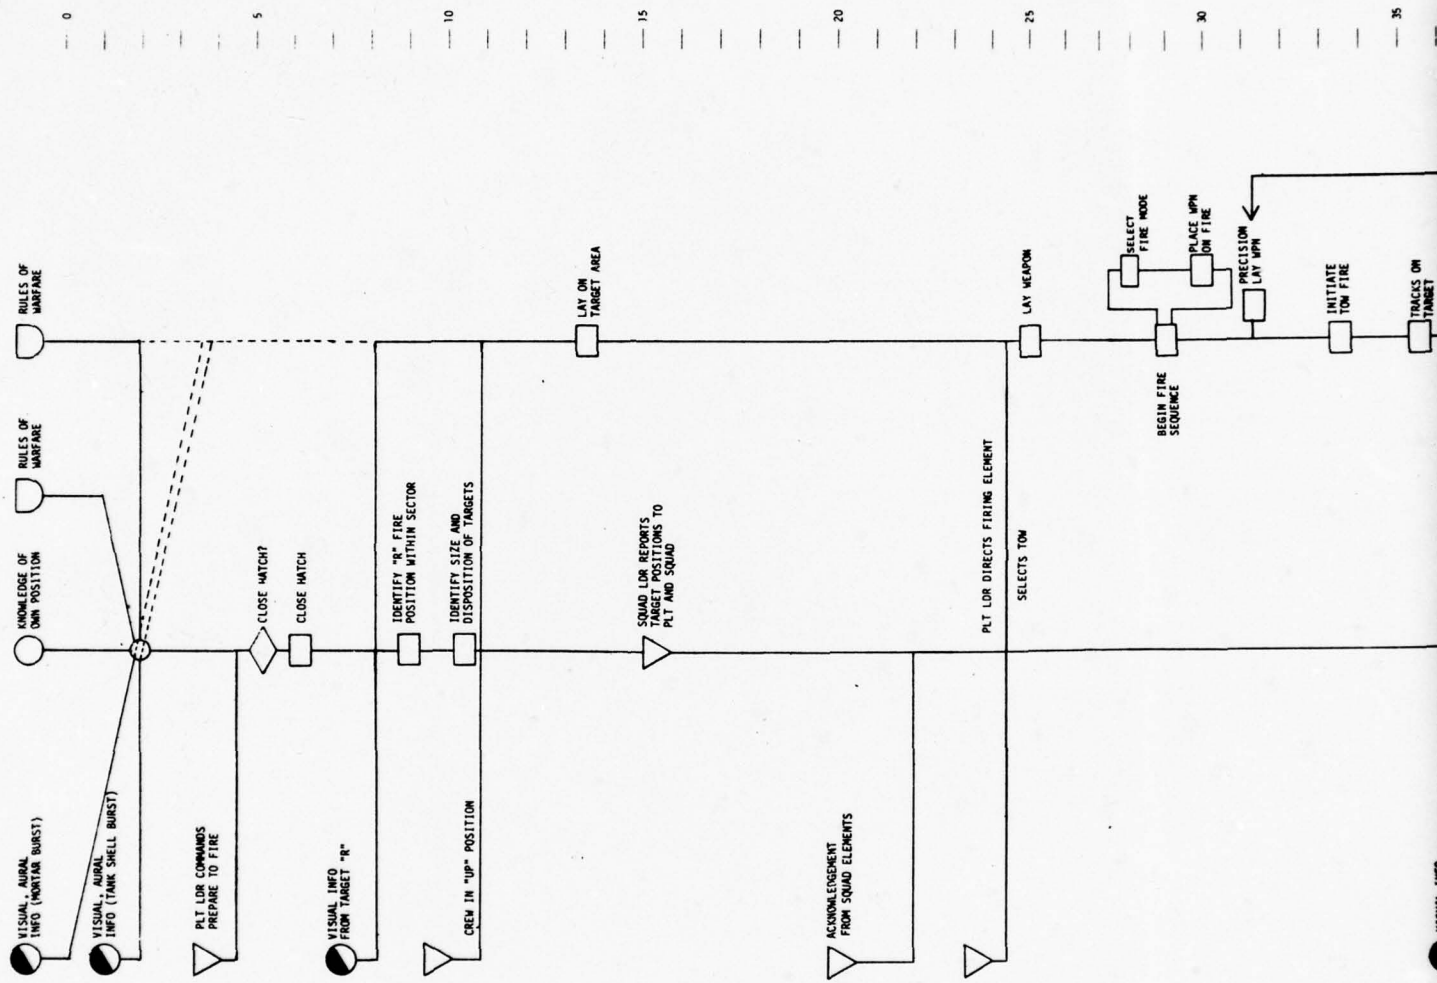 0
5
10
15
20
25
30
35
RULES OF
WARFARE
RULES OF
WARFARE
KNOWLEDGE OF
OWN POSITION
VISUAL, AURAL
INFO (MORTAR BURST)
VISUAL, AURAL
INFO (TANK SHELL BURST)
PLT LDR COMMANDS
PREPARE TO FIRE
CLOSE HATCH?
CLOSE HATCH
VISUAL INFO
FROM TARGET "R"
IDENTIFY "R" FIRE
POSITION WITHIN SECTOR
IDENTIFY SIZE AND
DISPOSITION OF TARGETS
CREW IN "UP" POSITION
LAY ON
TARGET AREA
SQUAD LDR REPORTS
TARGET POSITIONS TO
PLT AND SQUAD
ACKNOWLEDGEMENT
FROM SQUAD ELEMENTS
PLT LDR DIRECTS FIRING ELEMENT
SELECTS TOW
LAY WEAPON
BEGIN FIRE
SEQUENCE
SELECT
FIRE MODE
PLACE WPN
ON FIRE
PRECISION
LAY WPN
INITIATE
TOW FIRE
TRACKS ON
TARGET